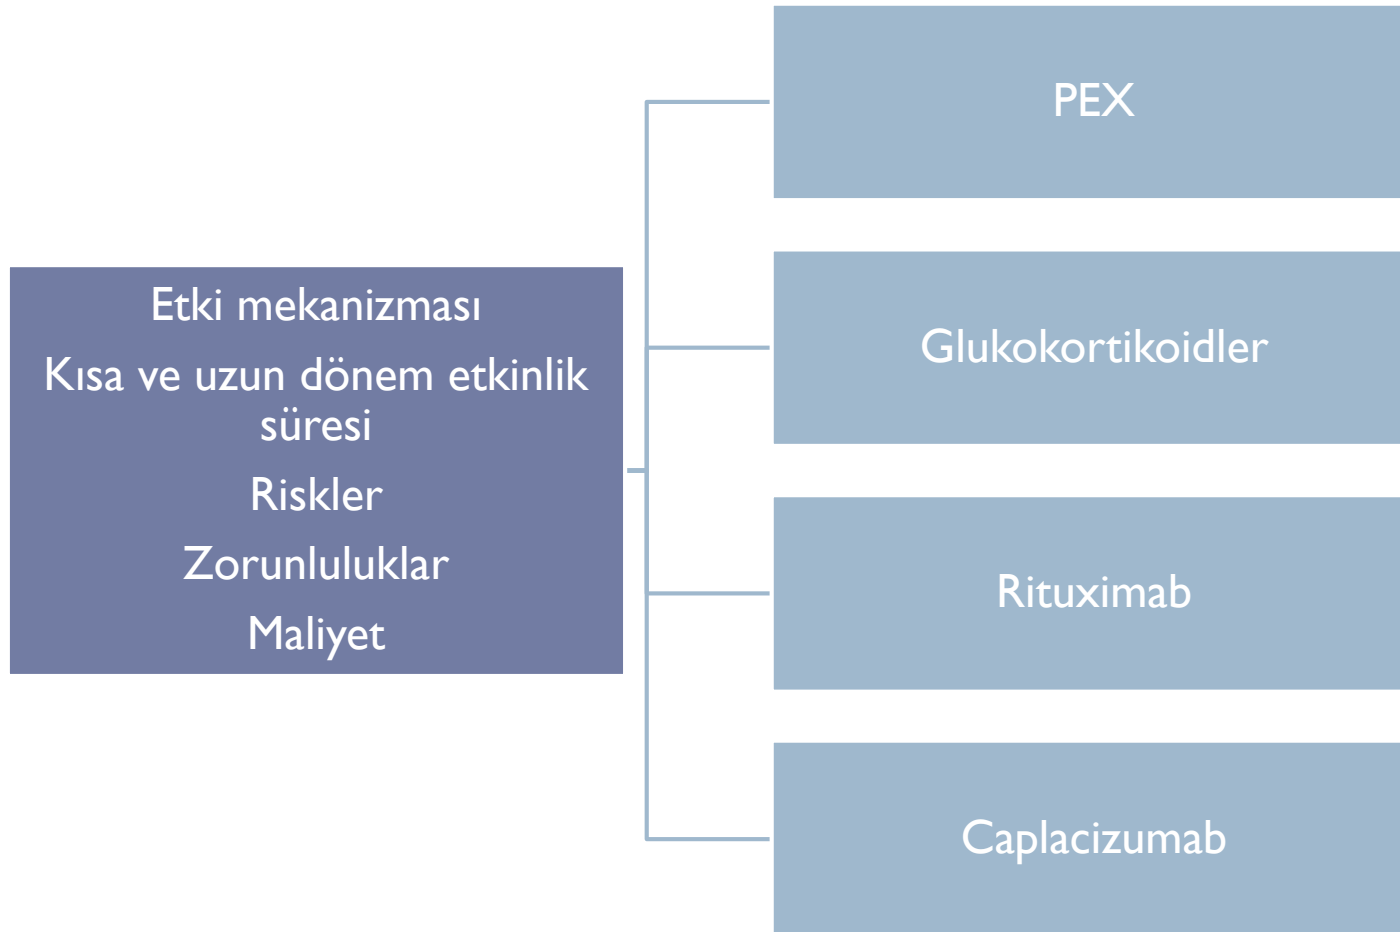 Etki mekanizması
Kısa ve uzun dönem etkinlik
süresi
Riskler
Zorunluluklar
Maliyet
PEX
Glukokortikoidler
Rituximab
Caplacizumab